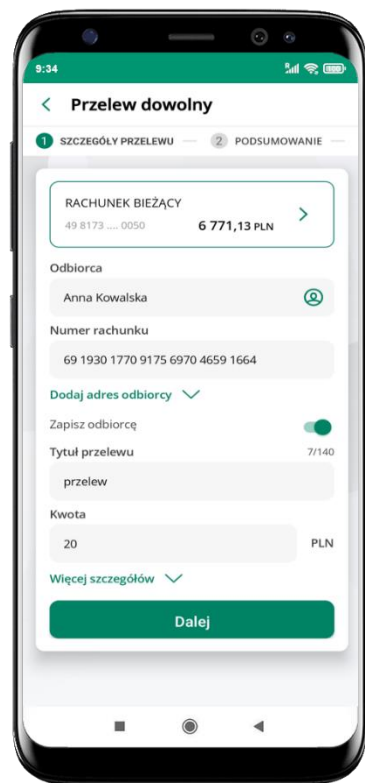 9:34
Przelew dowolny
1 SZCZEGÓŁY PRZELEWU 2 PODSUMOWANIE
RACHUNEK BIEŻĄCY
49 8173 .... 0050 6 771,13 PLN
Odbiorca
Anna Kowalska
Numer rachunku
69 1930 1770 9175 6970 4659 1664
Dodaj adres odbiorcy
Zapisz odbiorcę
Tytuł przelewu 7/140
przelew
Kwota
20 PLN
Więcej szczegółów
Dalej